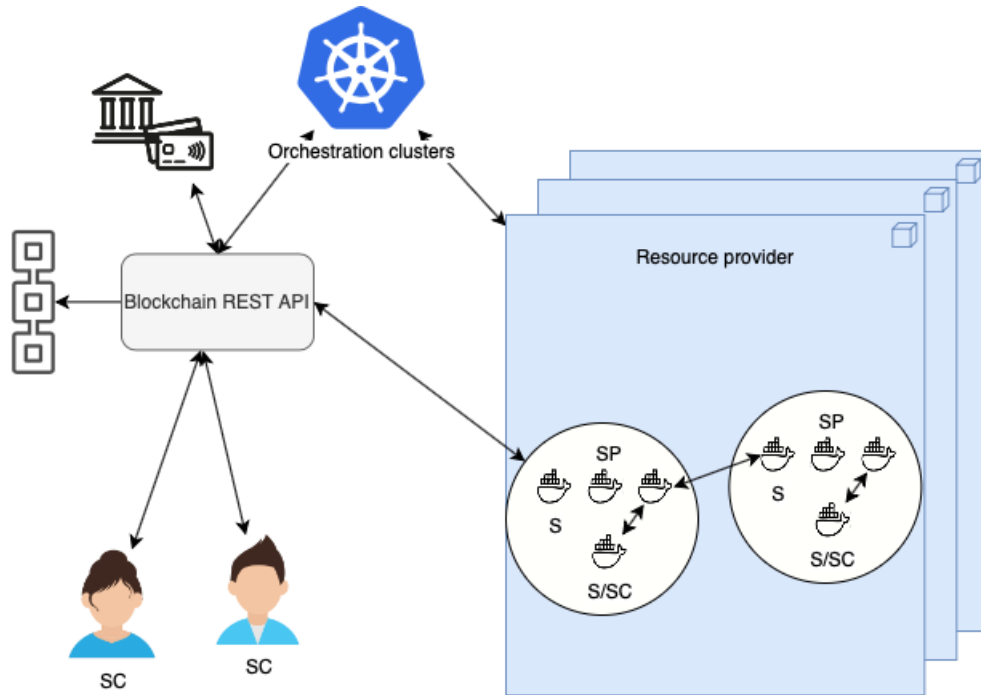 Orchestration clusters
Resource provider
Blockchain REST API
SP
SP
S
S
S/SC
S/SC
SC
SC